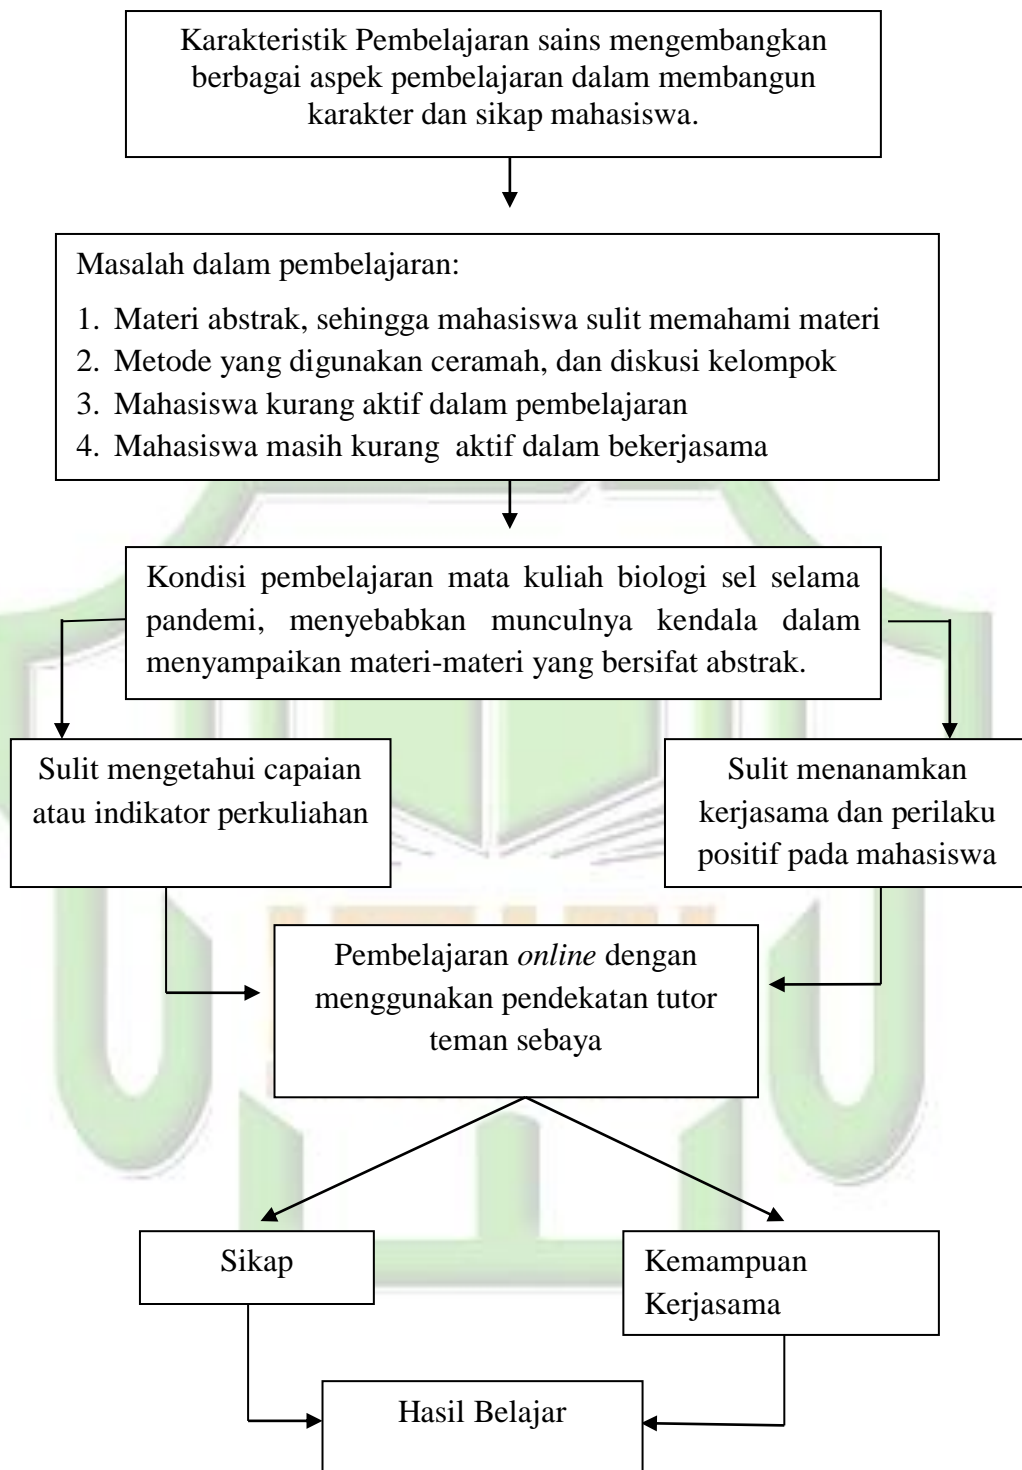 Karakteristik Pembelajaran sains mengembangkan
berbagai aspek pembelajaran dalam membangun
karakter dan sikap mahasiswa.
Masalah dalam pembelajaran:
1. Materi abstrak, sehingga mahasiswa sulit memahami materi
2. Metode yang digunakan ceramah, dan diskusi kelompok
3. Mahasiswa kurang aktif dalam pembelajaran
4. Mahasiswa masih kurang  aktif dalam bekerjasama
Kondisi pembelajaran mata kuliah biologi sel selama
pandemi, menyebabkan munculnya kendala dalam
menyampaikan materi-materi yang bersifat abstrak.
Sulit mengetahui capaian
atau indikator perkuliahan
Sulit menanamkan
kerjasama dan perilaku
positif pada mahasiswa
Pembelajaran online dengan
menggunakan pendekatan tutor
teman sebaya
Sikap
Kemampuan
Kerjasama
Hasil Belajar